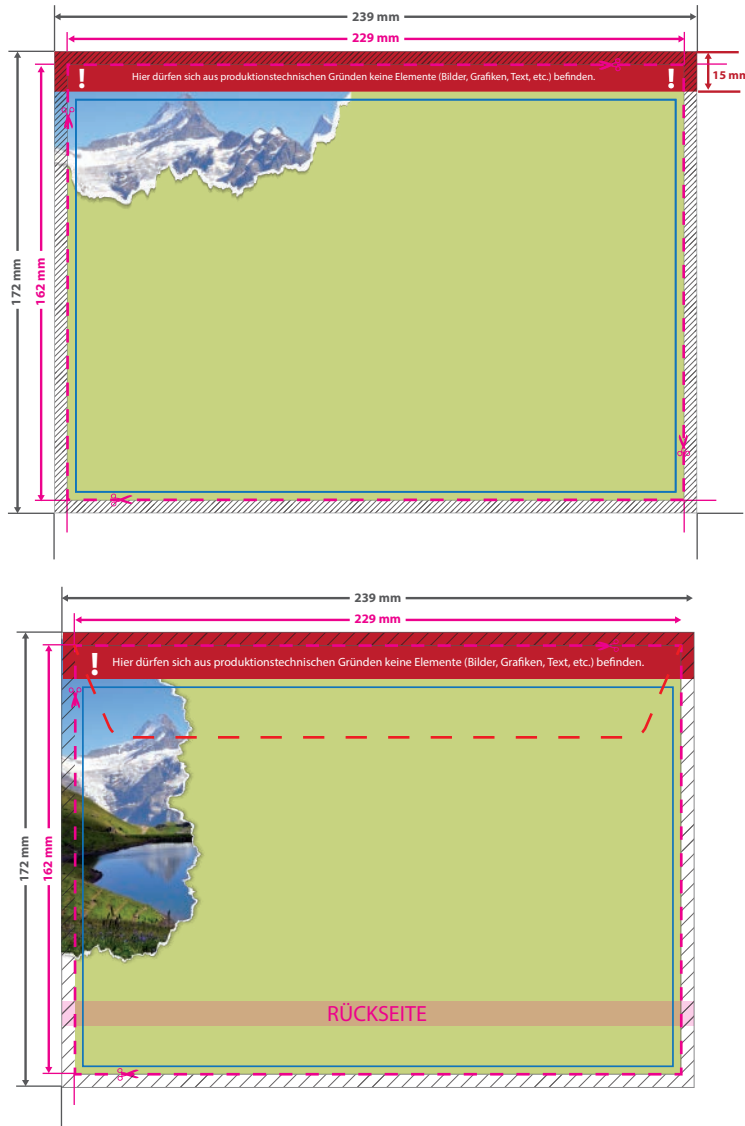 239 mm
229 mm
! Hier dürfen sich aus produktionstechnischen Gründen keine Elemente (Bilder, Grafiken, Text, etc.) befinden. !
15 mm
172 mm
162 mm
239 mm
229 mm
! Hier dürfen sich aus produktionstechnischen Gründen keine Elemente (Bilder, Grafiken, Text, etc.) befinden.
172 mm
162 mm
RÜCKSEITE